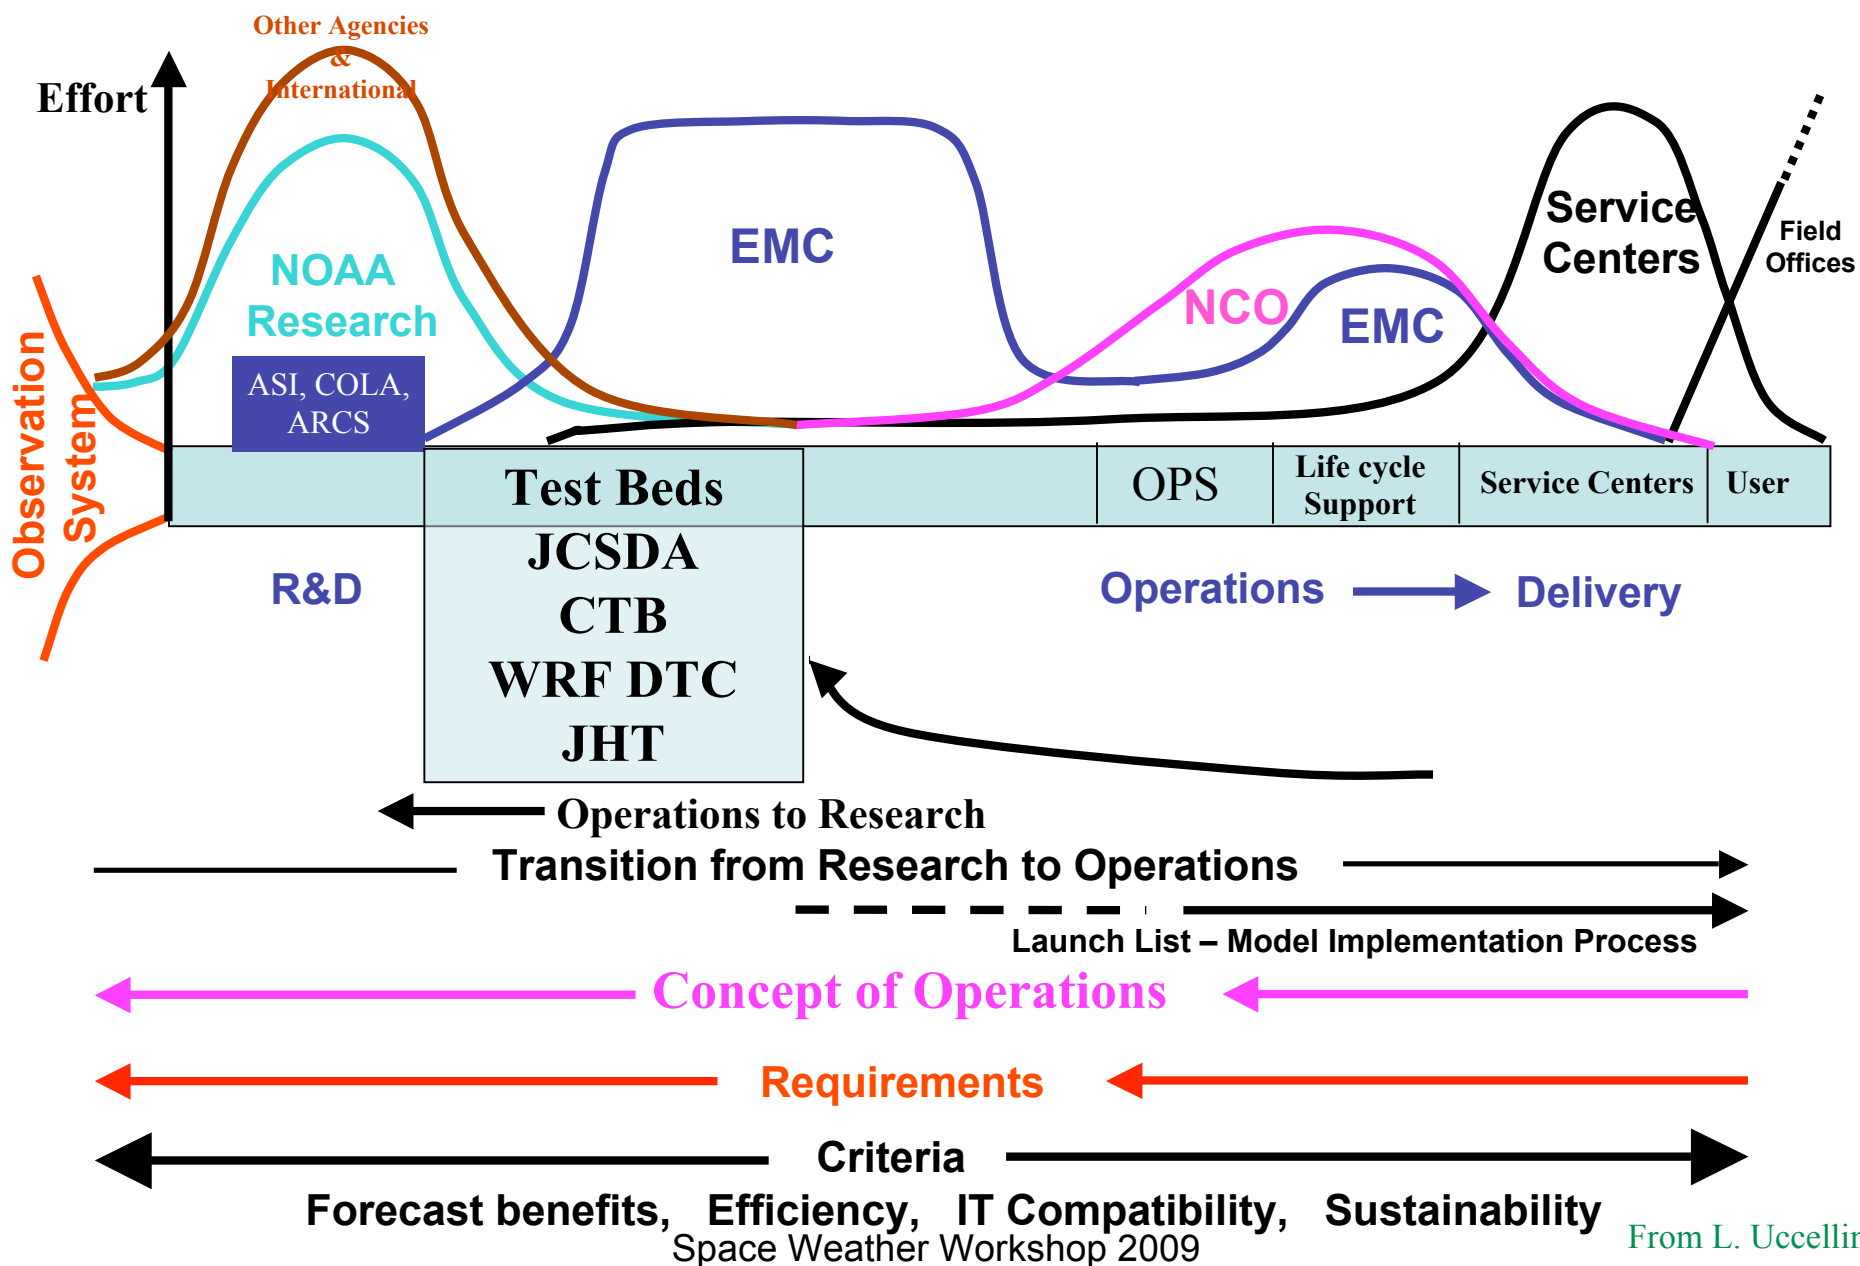 Other Agencies
&
International
Effort
NOAA
Research
ASI, COLA,
ARCS
EMC
NCO
EMC
Service
Centers
Field
Offices
Observation
System
Test Beds
JCSDA
CTB
WRF DTC
JHT
OPS
Life cycle
Support
Service Centers
User
R&D
Operations
Delivery
Operations to Research
Transition from Research to Operations
Launch List – Model Implementation Process
Concept of Operations
Requirements
Criteria
Forecast benefits, Efficiency, IT Compatibility, Sustainability
Space Weather Workshop 2009
From L. Uccellin